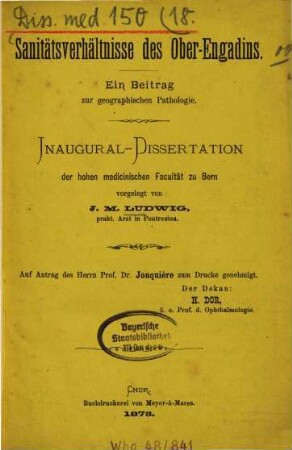 Diss. med. 150 (18.
Sanitätsverhältnisse des Ober-Engadins.
Ein Beitrag
zur geographischen Pathologie.
INAUGURAL-DISSERTATION
der hohen medicinischen Facultät zu Bern
vorgelegt von
J. M. LUDWIG,
prakt. Arzt in Pontresina.
Auf Antrag des Herrn Prof. Dr. Jonquière zum Drucke genehmigt.
Der Dekan:
H. DOR,
P. o. Prof. d. Ophthalmologie.
Bayerische
Staatsbibliothek
München
Buchdruckerei von Meyer-à-Marca.
1873.